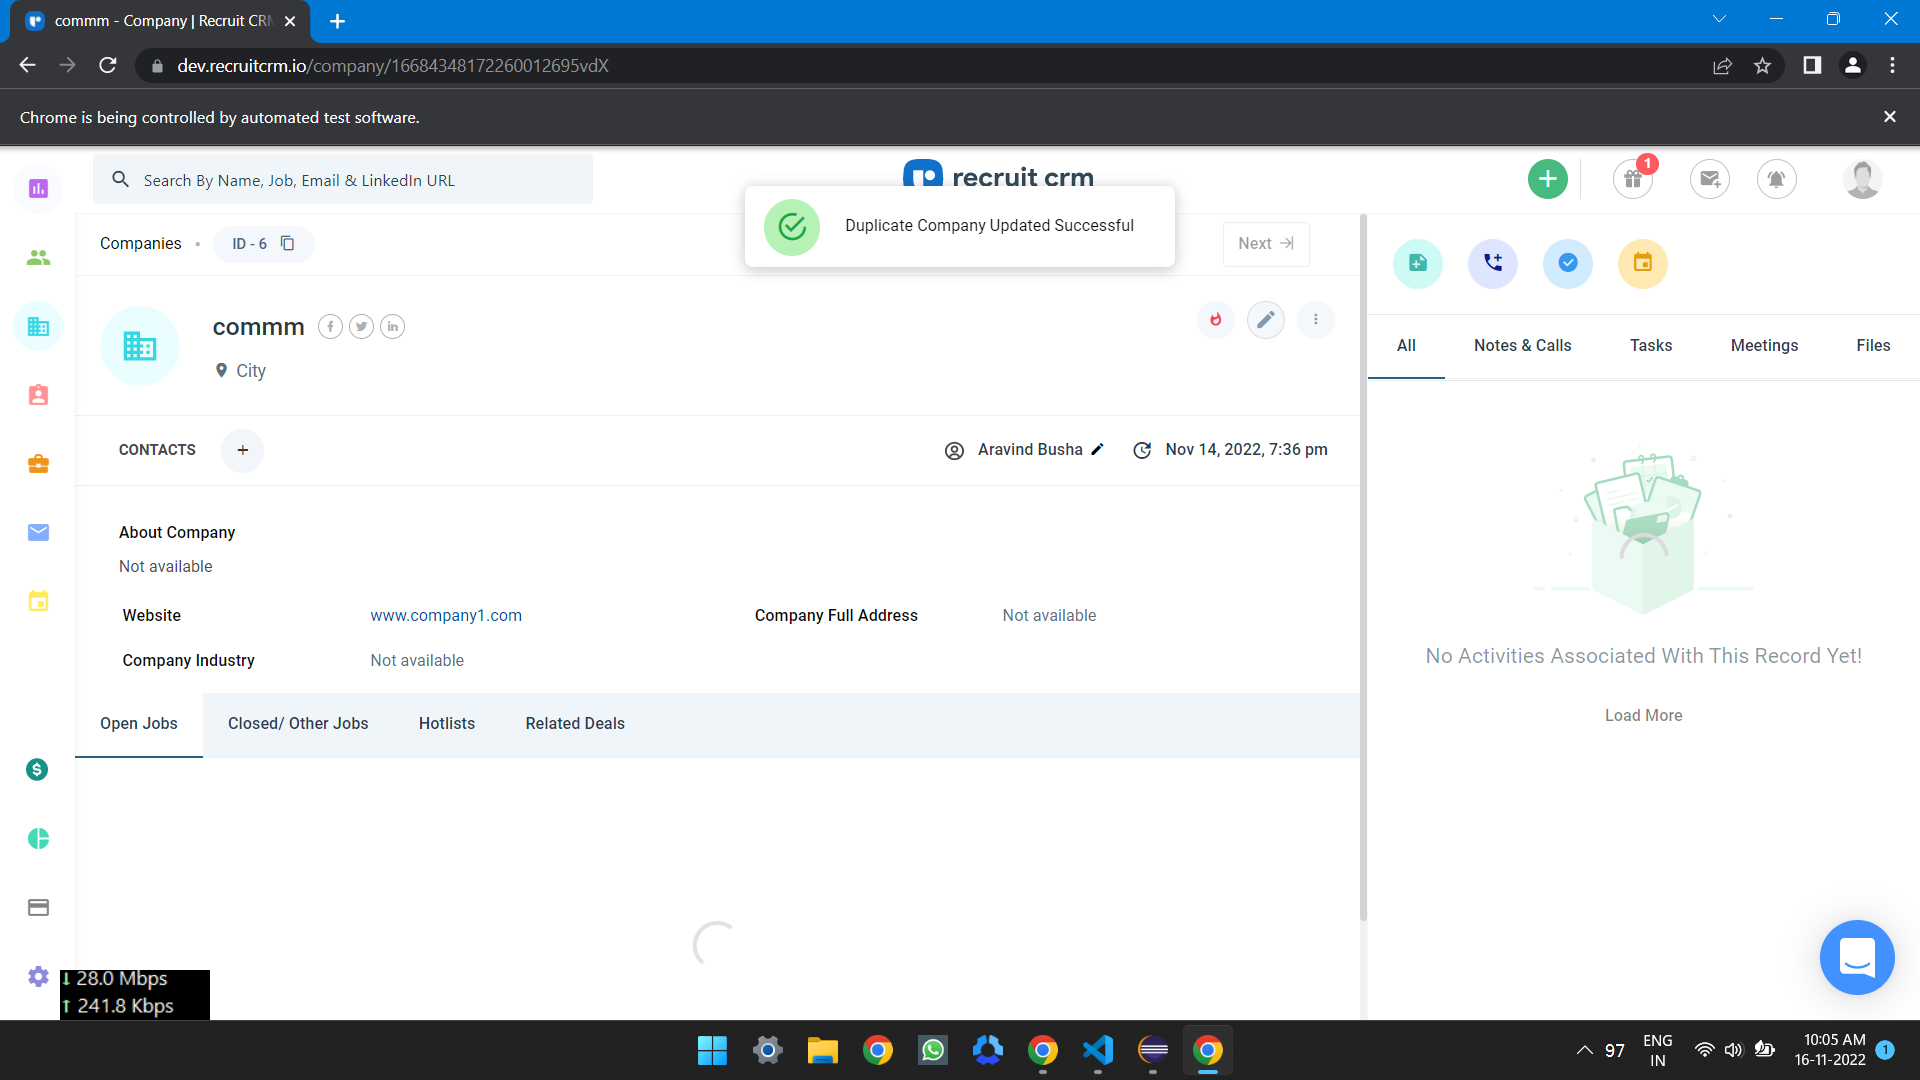 commm - Company | Recruit CRM
dev.recruitcrm.io/company/16684348172260012695vdX
Chrome is being controlled by automated test software.
Search By Name, Job, Email & LinkedIn URL
recruit crm
1
Duplicate Company Updated Successful
Companies • ID - 6
Next
commm
City
All
Notes & Calls
Tasks
Meetings
Files
CONTACTS
Aravind Busha
Nov 14, 2022, 7:36 pm
About Company
Not available
Website
www.company1.com
Company Full Address
Not available
Company Industry
Not available
No Activities Associated With This Record Yet!
Load More
Open Jobs
Closed/ Other Jobs
Hotlists
Related Deals
↓ 28.0 Mbps
↑ 241.8 Kbps
97
ENG
IN
10:05 AM
16-11-2022
1